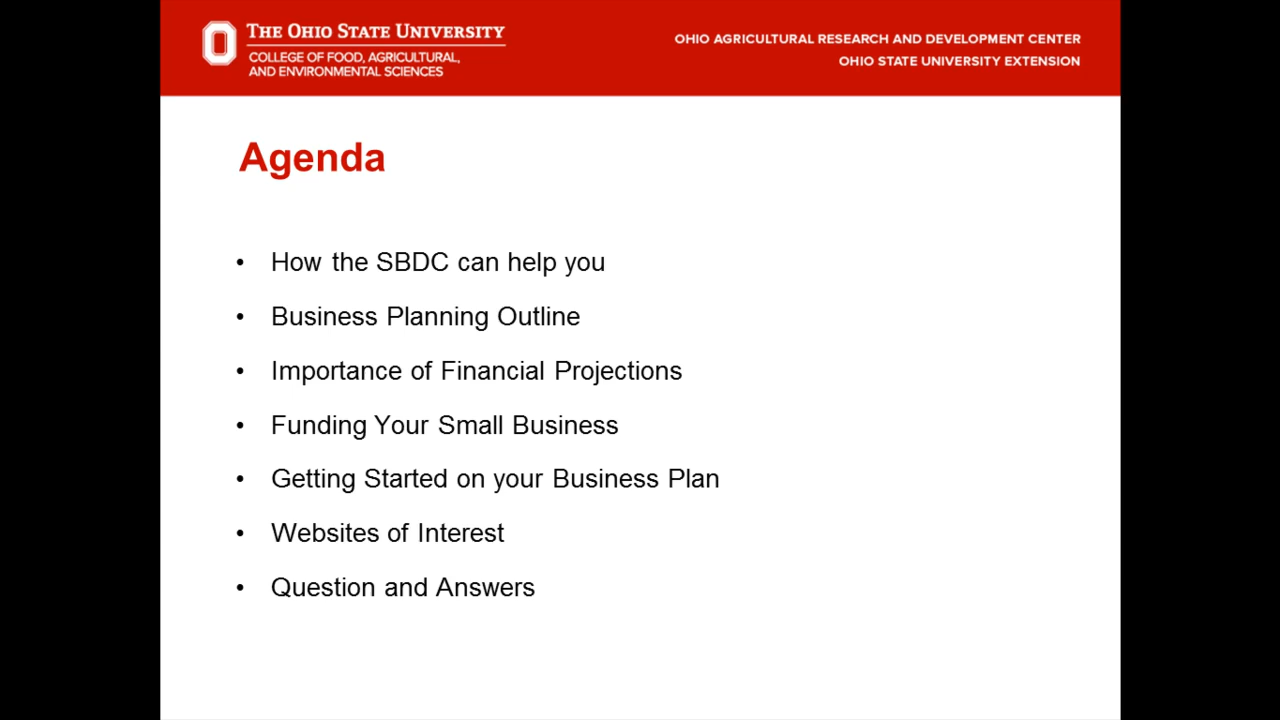 THE OHIO STATE UNIVERSITY
COLLEGE OF FOOD, AGRICULTURAL,
AND ENVIRONMENTAL SCIENCES
OHIO AGRICULTURAL RESEARCH AND DEVELOPMENT CENTER
OHIO STATE UNIVERSITY EXTENSION
Agenda
• How the SBDC can help you
• Business Planning Outline
• Importance of Financial Projections
• Funding Your Small Business
• Getting Started on your Business Plan
• Websites of Interest
• Question and Answers